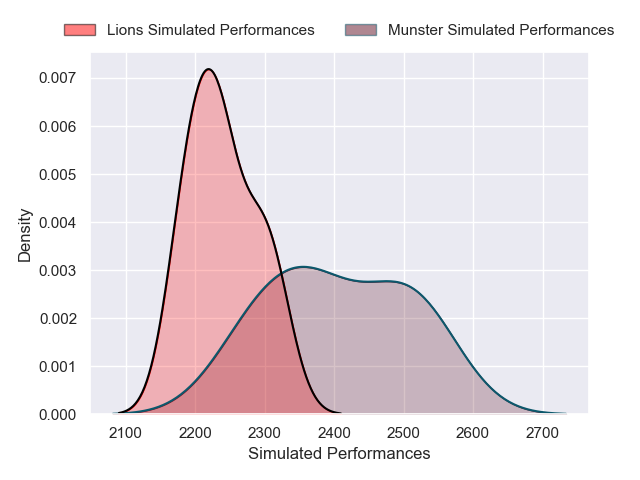 Lions Simulated Performances Munster Simulated Performances
0.007
0.006
0.005
0.004
0.003
0.002
0.001
0.000
Density
2100 2200 2300 2400 2500 2600 2700
Simulated Performances